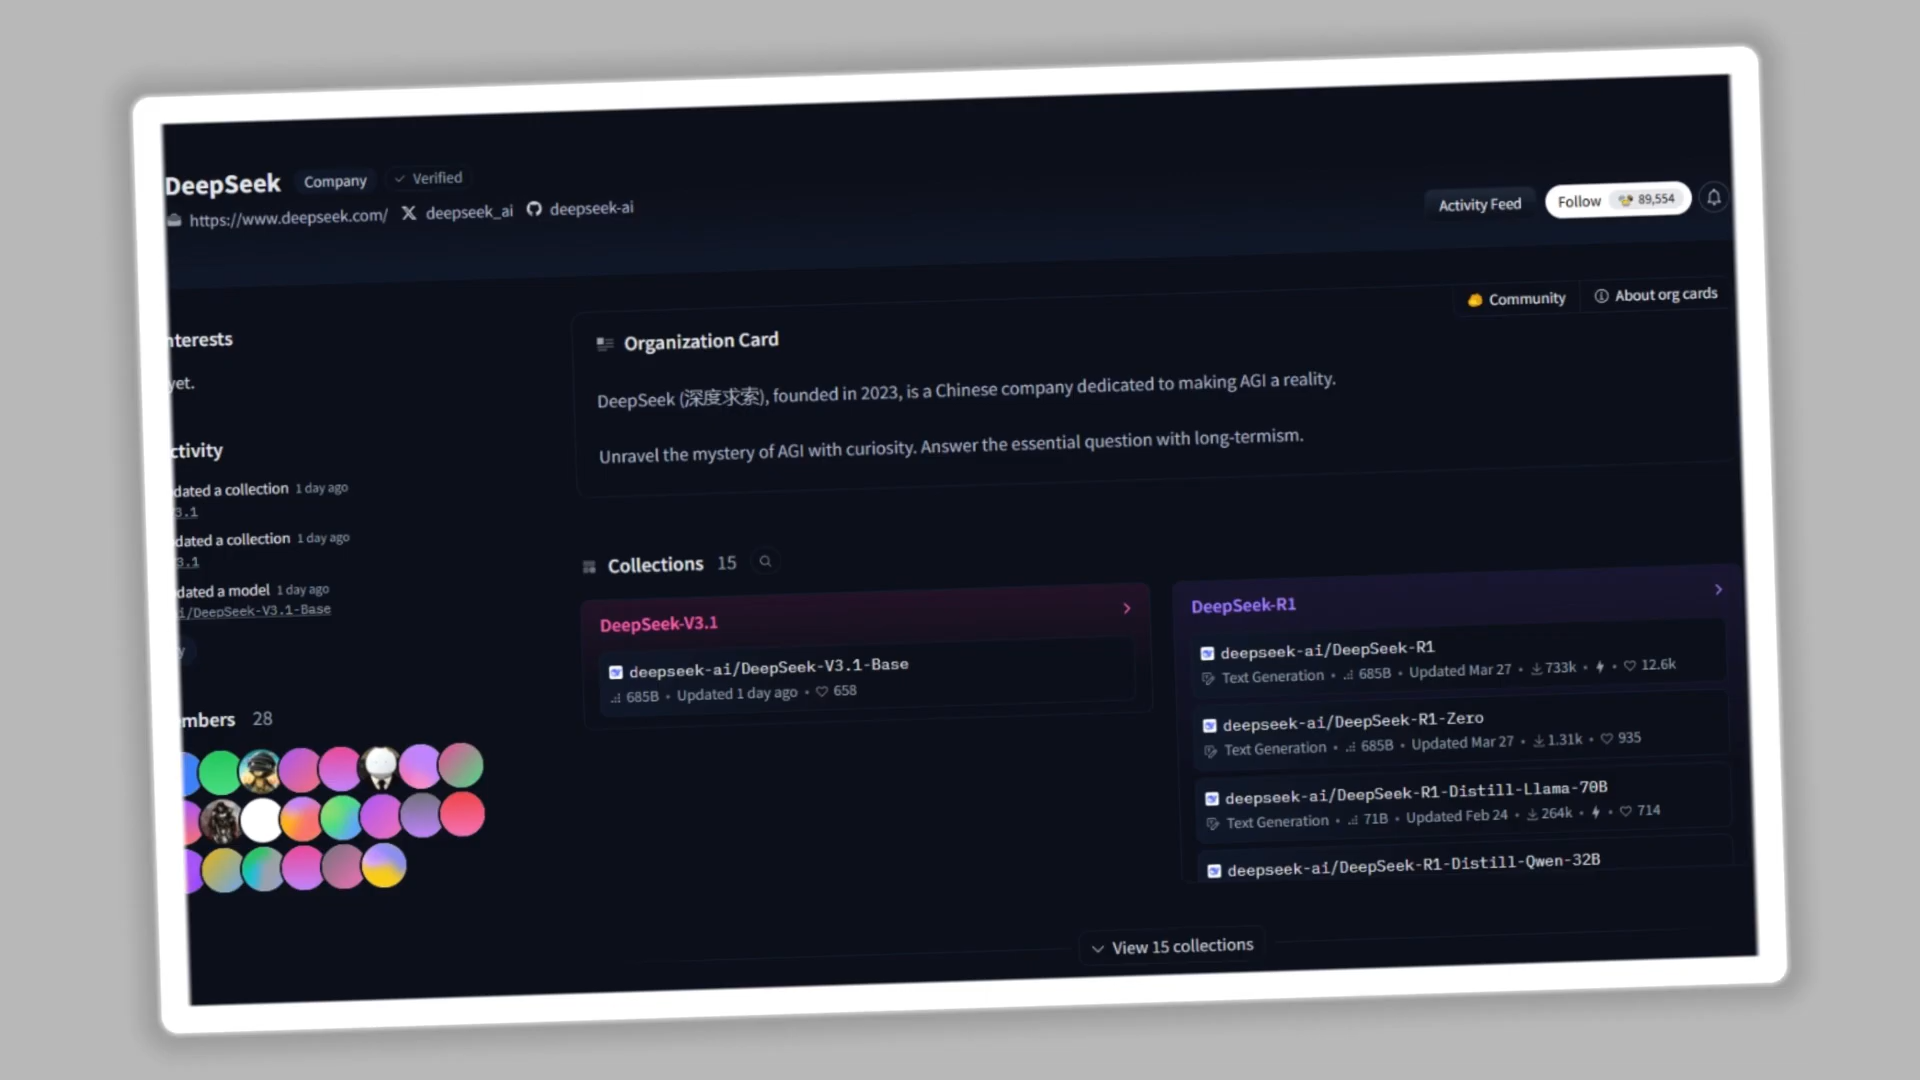 DeepSeek Company Verified
https://www.deepseek.com/ deepseek_ai deepseek-ai
Activity Feed Follow 89,554
nterests
yet.
ctivity
dated a collection 1 day ago
3.1
dated a collection 1 day ago
3.1
dated a model 1 day ago
i/DeepSeek-V3.1-Base
y
mbers 28
Community About org cards
Organization Card
DeepSeek (深度求索), founded in 2023, is a Chinese company dedicated to making AGI a reality.
Unravel the mystery of AGI with curiosity. Answer the essential question with long-termism.
Collections 15
DeepSeek-V3.1
deepseek-ai/DeepSeek-V3.1-Base
685B • Updated 1 day ago • 658
DeepSeek-R1
deepseek-ai/DeepSeek-R1
Text Generation • 685B • Updated Mar 27 • 733k • • 12.6k
deepseek-ai/DeepSeek-R1-Zero
Text Generation • 685B • Updated Mar 27 • 1.31k • 935
deepseek-ai/DeepSeek-R1-Distill-Llama-70B
Text Generation • 71B • Updated Feb 24 • 264k • • 714
deepseek-ai/DeepSeek-R1-Distill-Qwen-32B
View 15 collections